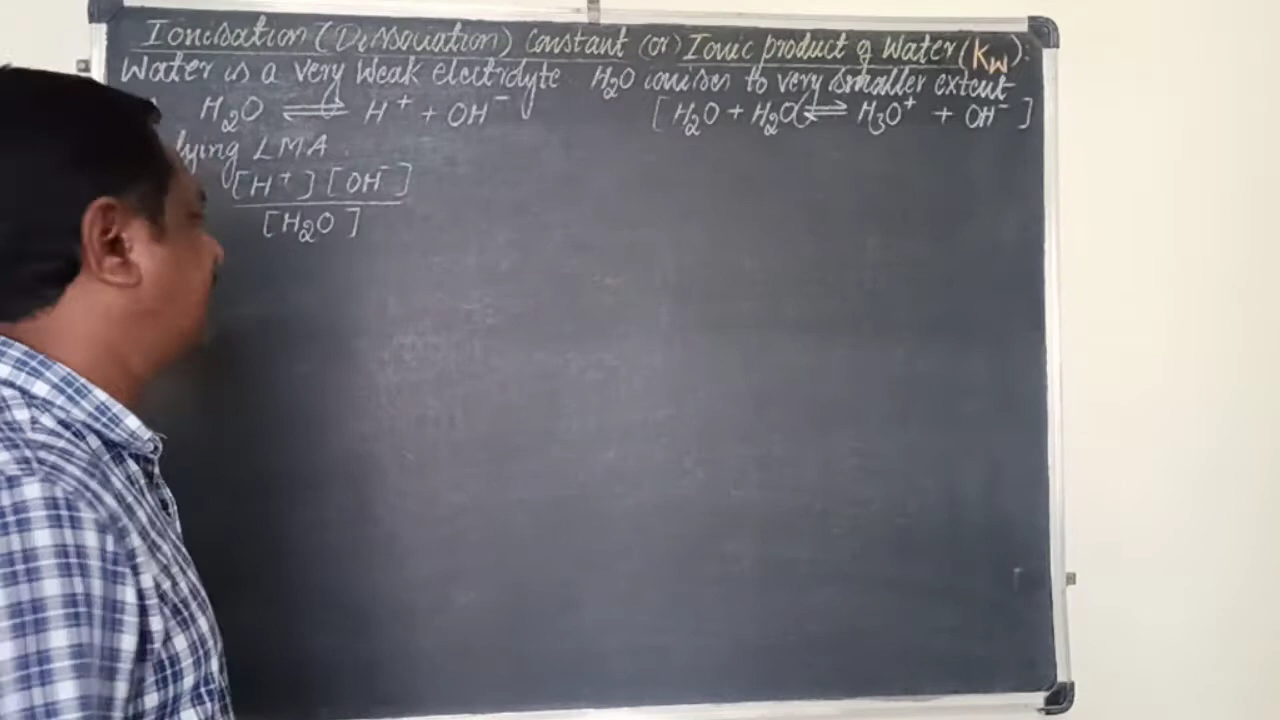 Ionisation (Dissociation) Constant (or) Ionic product of Water (Kw).
Water is a very weak electrolyte H₂O ionises to very smaller extent
H₂O ⇌ H⁺ + OH⁻ [H₂O + H₂O ⇌ H₃O⁺ + OH⁻]
lying LMA.
[H⁺] [OH⁻]
[H₂O]